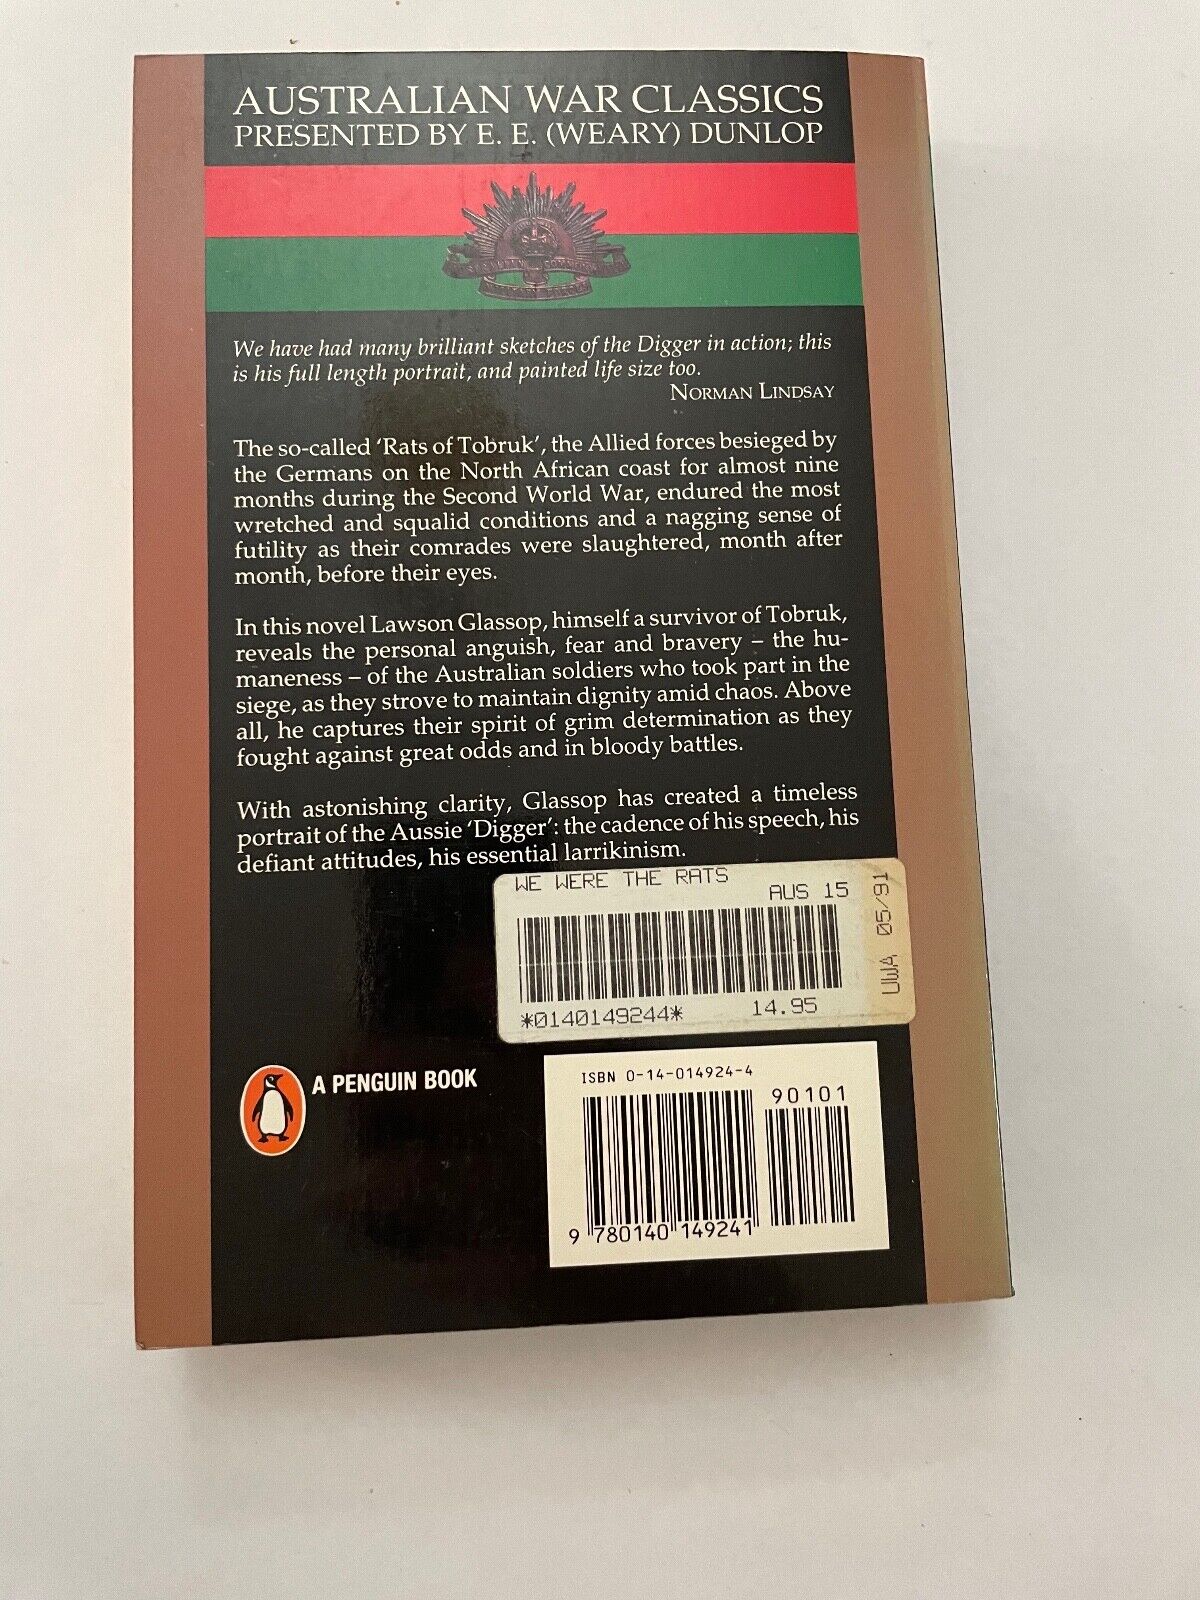 AUSTRALIAN WAR CLASSICS
PRESENTED BY E. E. (WEARY) DUNLOP
We have had many brilliant sketches of the Digger in action; this
is his full length portrait, and painted life size too.
NORMAN LINDSAY
The so-called 'Rats of Tobruk', the Allied forces besieged by
the Germans on the North African coast for almost nine
months during the Second World War, endured the most
wretched and squalid conditions and a nagging sense of
futility as their comrades were slaughtered, month after
month, before their eyes.
In this novel Lawson Glassop, himself a survivor of Tobruk,
reveals the personal anguish, fear and bravery – the hu-
maneness – of the Australian soldiers who took part in the
siege, as they strove to maintain dignity amid chaos. Above
all, he captures their spirit of grim determination as they
fought against great odds and in bloody battles.
With astonishing clarity, Glassop has created a timeless
portrait of the Aussie 'Digger': the cadence of his speech, his
defiant attitudes, his essential larrikinism.
WE WERE THE RATS
AUS 15
UWA 05/91
*0140149244*
14.95
A PENGUIN BOOK
ISBN 0-14-014924-4
90101
9 780140 149241